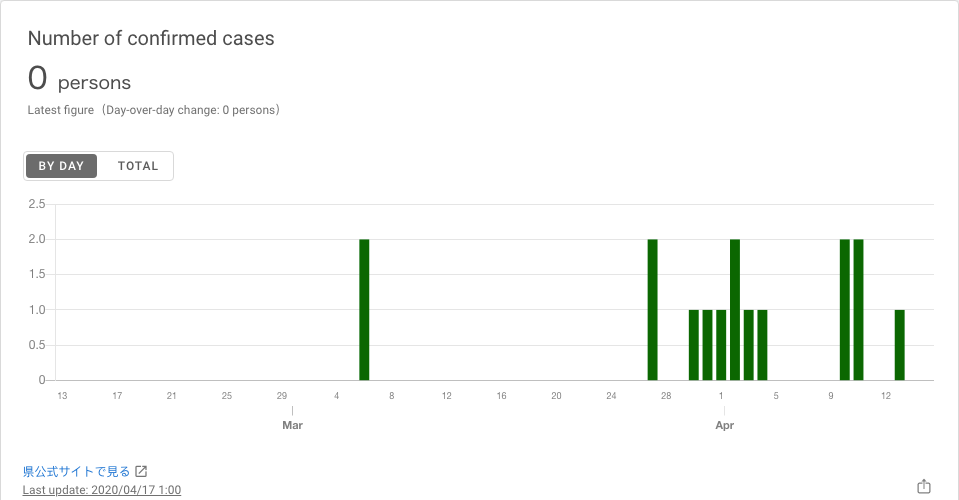 Number of confirmed cases
0 persons
Latest figure（Day-over-day change: 0 persons）
BY DAY TOTAL
2.5
2.0
1.5
1.0
0.5
0
13 17 21 25 29 4 8 12 16 20 24 28 1 5 9 12
Mar Apr
県公式サイトで見る
Last update: 2020/04/17 1:00